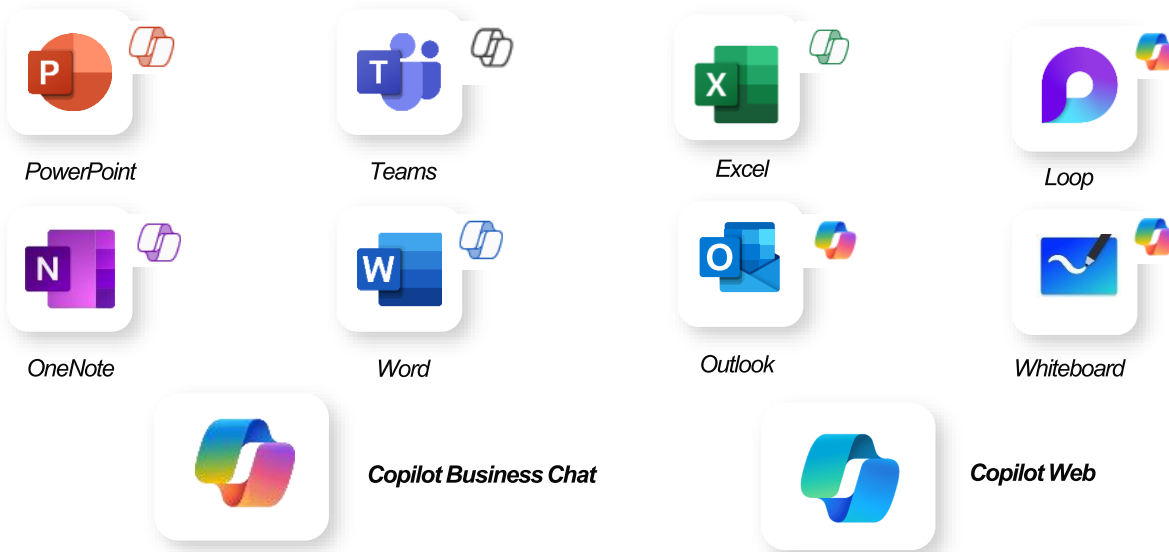 P
T
X
PowerPoint
Teams
Excel
Loop
N
W
O
OneNote
Word
Outlook
Whiteboard
Copilot Business Chat
Copilot Web